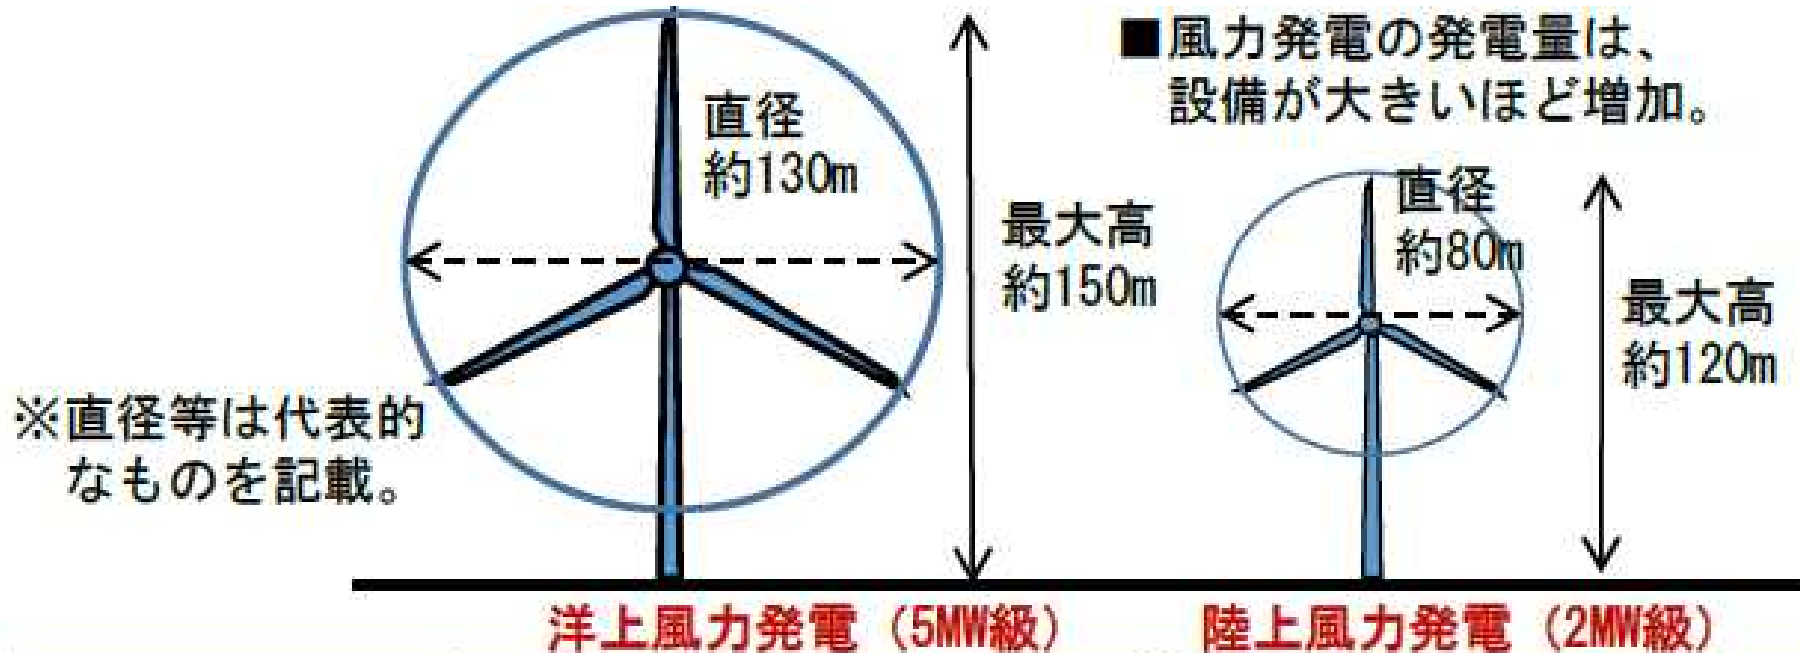 ■風力発電の発電量は、
設備が大きいほど増加。
直径
約130m
最大高
約150m
直径
約80m
最大高
約120m
※直径等は代表的
なものを記載。
洋上風力発電（5MW級）
陸上風力発電（2MW級）